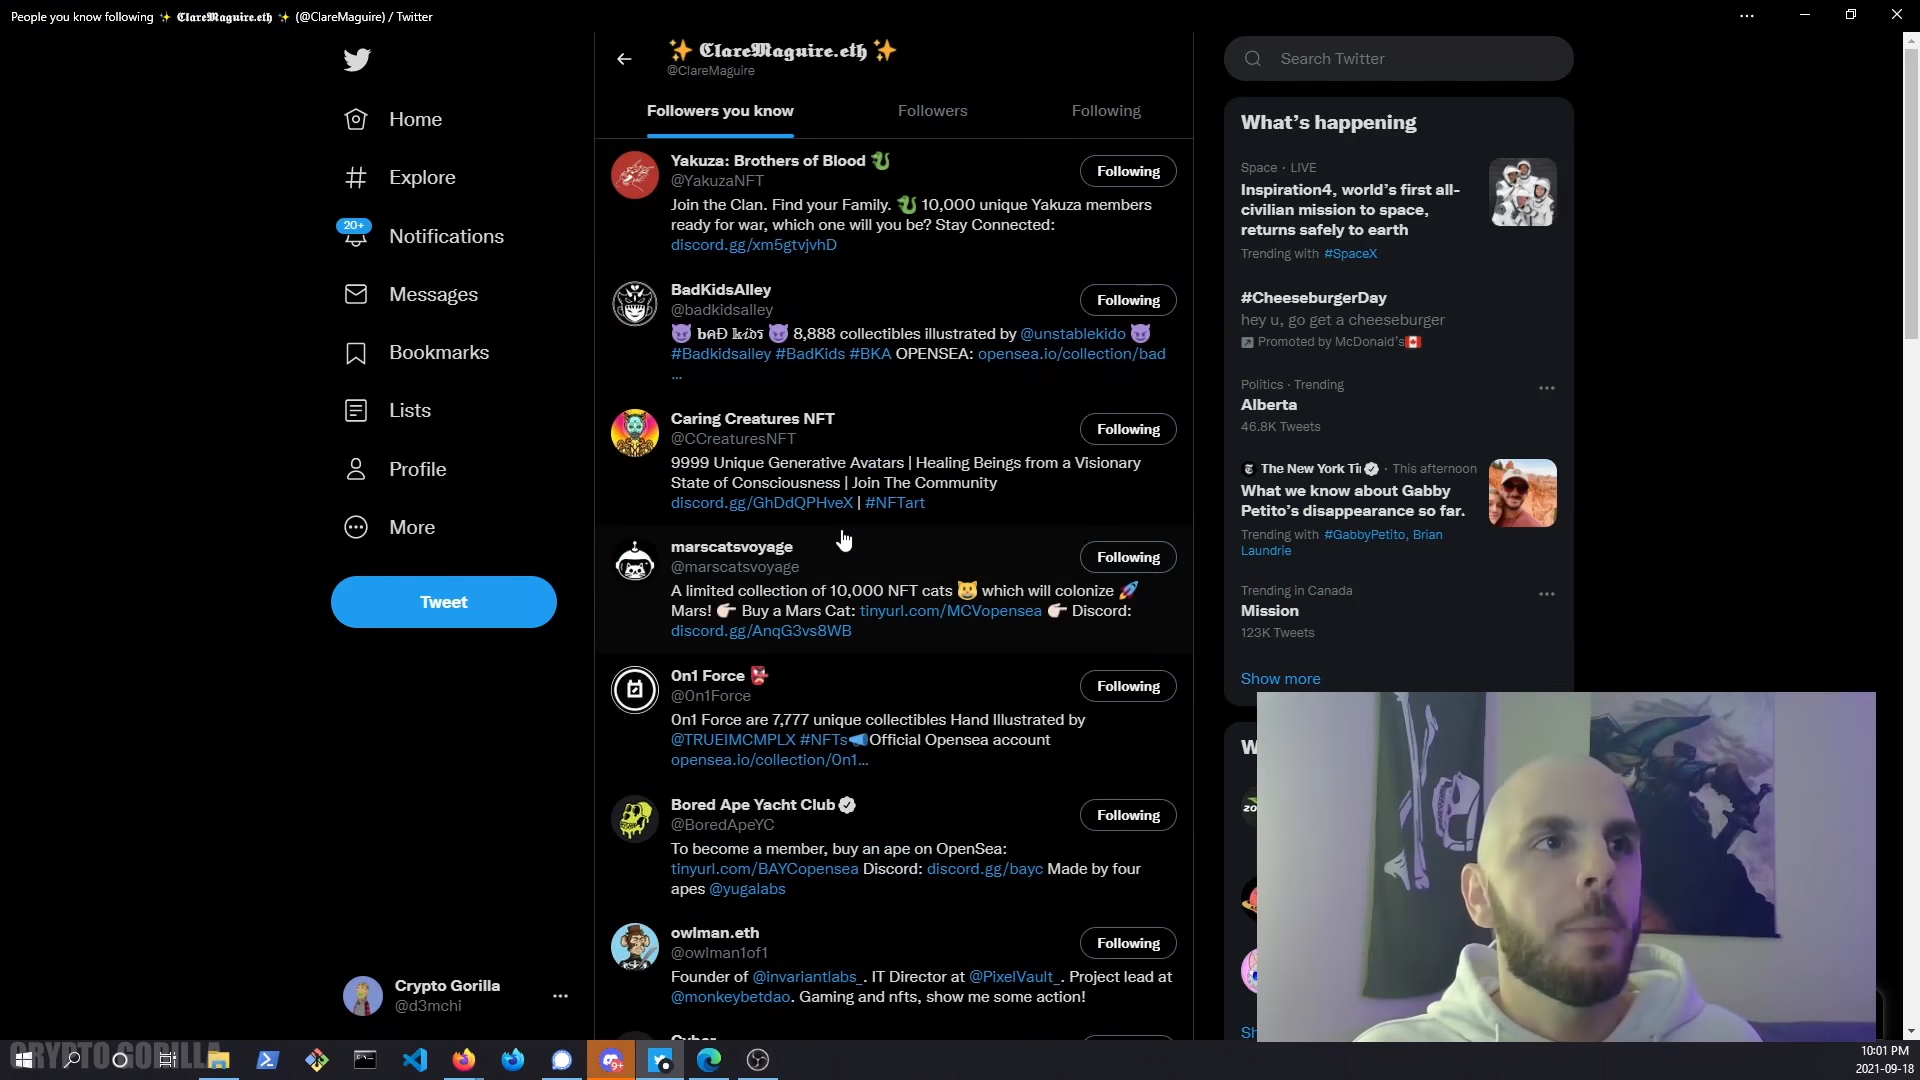 People you know following ✨ 𝕮𝖑𝖆𝖗𝖊𝕸𝖆𝖌𝖚𝖎𝖗𝖊.𝖊𝖙𝖍 ✨ (@ClareMaguire) / Twitter
✨ 𝕮𝖑𝖆𝖗𝖊𝕸𝖆𝖌𝖚𝖎𝖗𝖊.𝖊𝖙𝖍 ✨
@ClareMaguire
Followers you know
Followers
Following
Home
Explore
20+
Notifications
Messages
Bookmarks
Lists
Profile
More
Tweet
Crypto Gorilla
@d3mchi
Yakuza: Brothers of Blood 🐉
@YakuzaNFT
Following
Join the Clan. Find your Family. 🐉 10,000 unique Yakuza members
ready for war, which one will you be? Stay Connected:
discord.gg/xm5gtvjvhD
BadKidsAlley
@badkidsalley
Following
😈 𝖇𝖆Ð 𝕜𝕚𝕕𝕤 😈 8,888 collectibles illustrated by @unstablekido 😈
#Badkidsalley #BadKids #BKA OPENSEA: opensea.io/collection/bad
...
Caring Creatures NFT
@CCreaturesNFT
Following
9999 Unique Generative Avatars | Healing Beings from a Visionary
State of Consciousness | Join The Community
discord.gg/GhDdQPHveX | #NFTart
marscatsvoyage
@marscatsvoyage
Following
A limited collection of 10,000 NFT cats 😺 which will colonize 🚀
Mars! 👉🏻 Buy a Mars Cat: tinyurl.com/MCVopensea 👉🏻 Discord:
discord.gg/AnqG3vs8WB
0n1 Force 👺
@0n1Force
Following
0n1 Force are 7,777 unique collectibles Hand Illustrated by
@TRUEIMCMPLX #NFTs📣Official Opensea account
opensea.io/collection/0n1...
Bored Ape Yacht Club
@BoredApeYC
Following
To become a member, buy an ape on OpenSea:
tinyurl.com/BAYCopensea Discord: discord.gg/bayc Made by four
apes @yugalabs
owlman.eth
@owlman1of1
Following
Founder of @invariantlabs_. IT Director at @PixelVault_. Project lead at
@monkeybetdao. Gaming and nfts, show me some action!
Search Twitter
What's happening
Space · LIVE
Inspiration4, world's first all-
civilian mission to space,
returns safely to earth
Trending with #SpaceX
#CheeseburgerDay
hey u, go get a cheeseburger
Promoted by McDonald's🇨🇦
Politics · Trending
Alberta
46.8K Tweets
The New York Ti · This afternoon
What we know about Gabby
Petito's disappearance so far.
Trending with #GabbyPetito, Brian
Laundrie
Trending in Canada
Mission
123K Tweets
Show more
W
Sh
CRYPTO GORILLA
9+
10:01 PM
2021-09-18